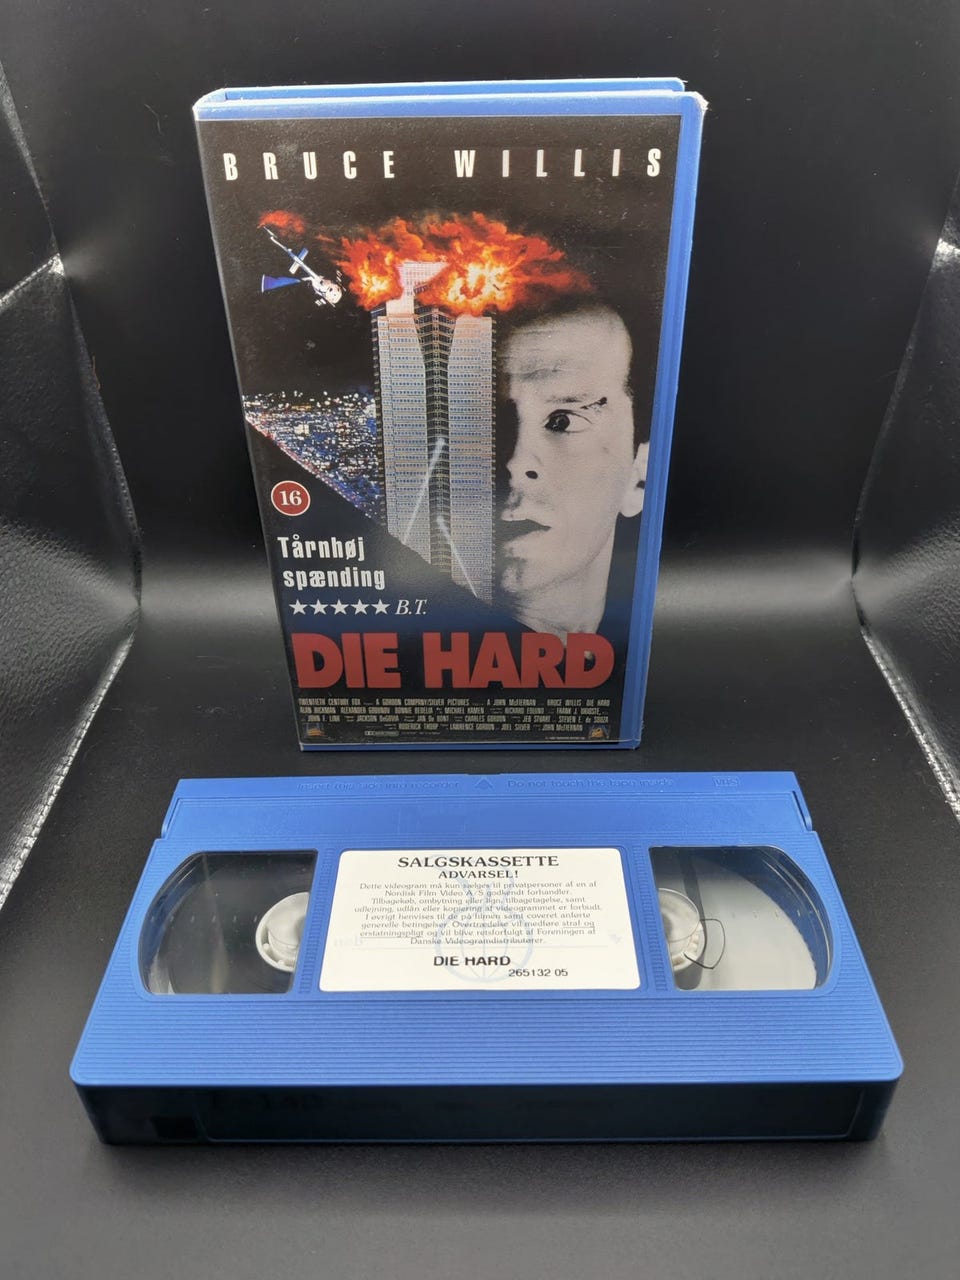 BRUCE WILLIS
16
Tårnhøj
spænding
★★★★★ B.T.
DIE HARD
TWENTIETH CENTURY FOX A GORDON COMPANY/SILVER PICTURES A JOHN McTIERNAN BRUCE WILLIS DIE HARD
ALAN RICKMAN ALEXANDER GODUNOV BONNIE BEDELIA MICHAEL KAMEN RICHARD EDLUND FRANK J. URIOSTE,
JOHN F. LINK JACKSON DeGOVIA JAN de BONT CHARLES GORDON JEB STUART STEVEN E. de SOUZA
RODERICK THORP LAWRENCE GORDON JOEL SILVER JOHN McTIERNAN
Insert this side into recorder Do not touch the tape inside VHS
SALGSKASSETTE
ADVARSEL!
Dette videogram må kun sælges til privatpersoner af en af
Nordisk Film Video A/S godkendt forhandler.
Tilbagekøb, ombytning eller lign. tilbagetagelse, samt
udlejning, udlån eller kopiering af videogrammet er forbudt.
I øvrigt henvises til de på filmen samt coveret anførte
generelle betingelser. Overtrædelse vil medføre straf og
erstatningspligt og vil blive retsforfulgt af Foreningen af
Danske Videogramdistributører.
DIE HARD
265132 05